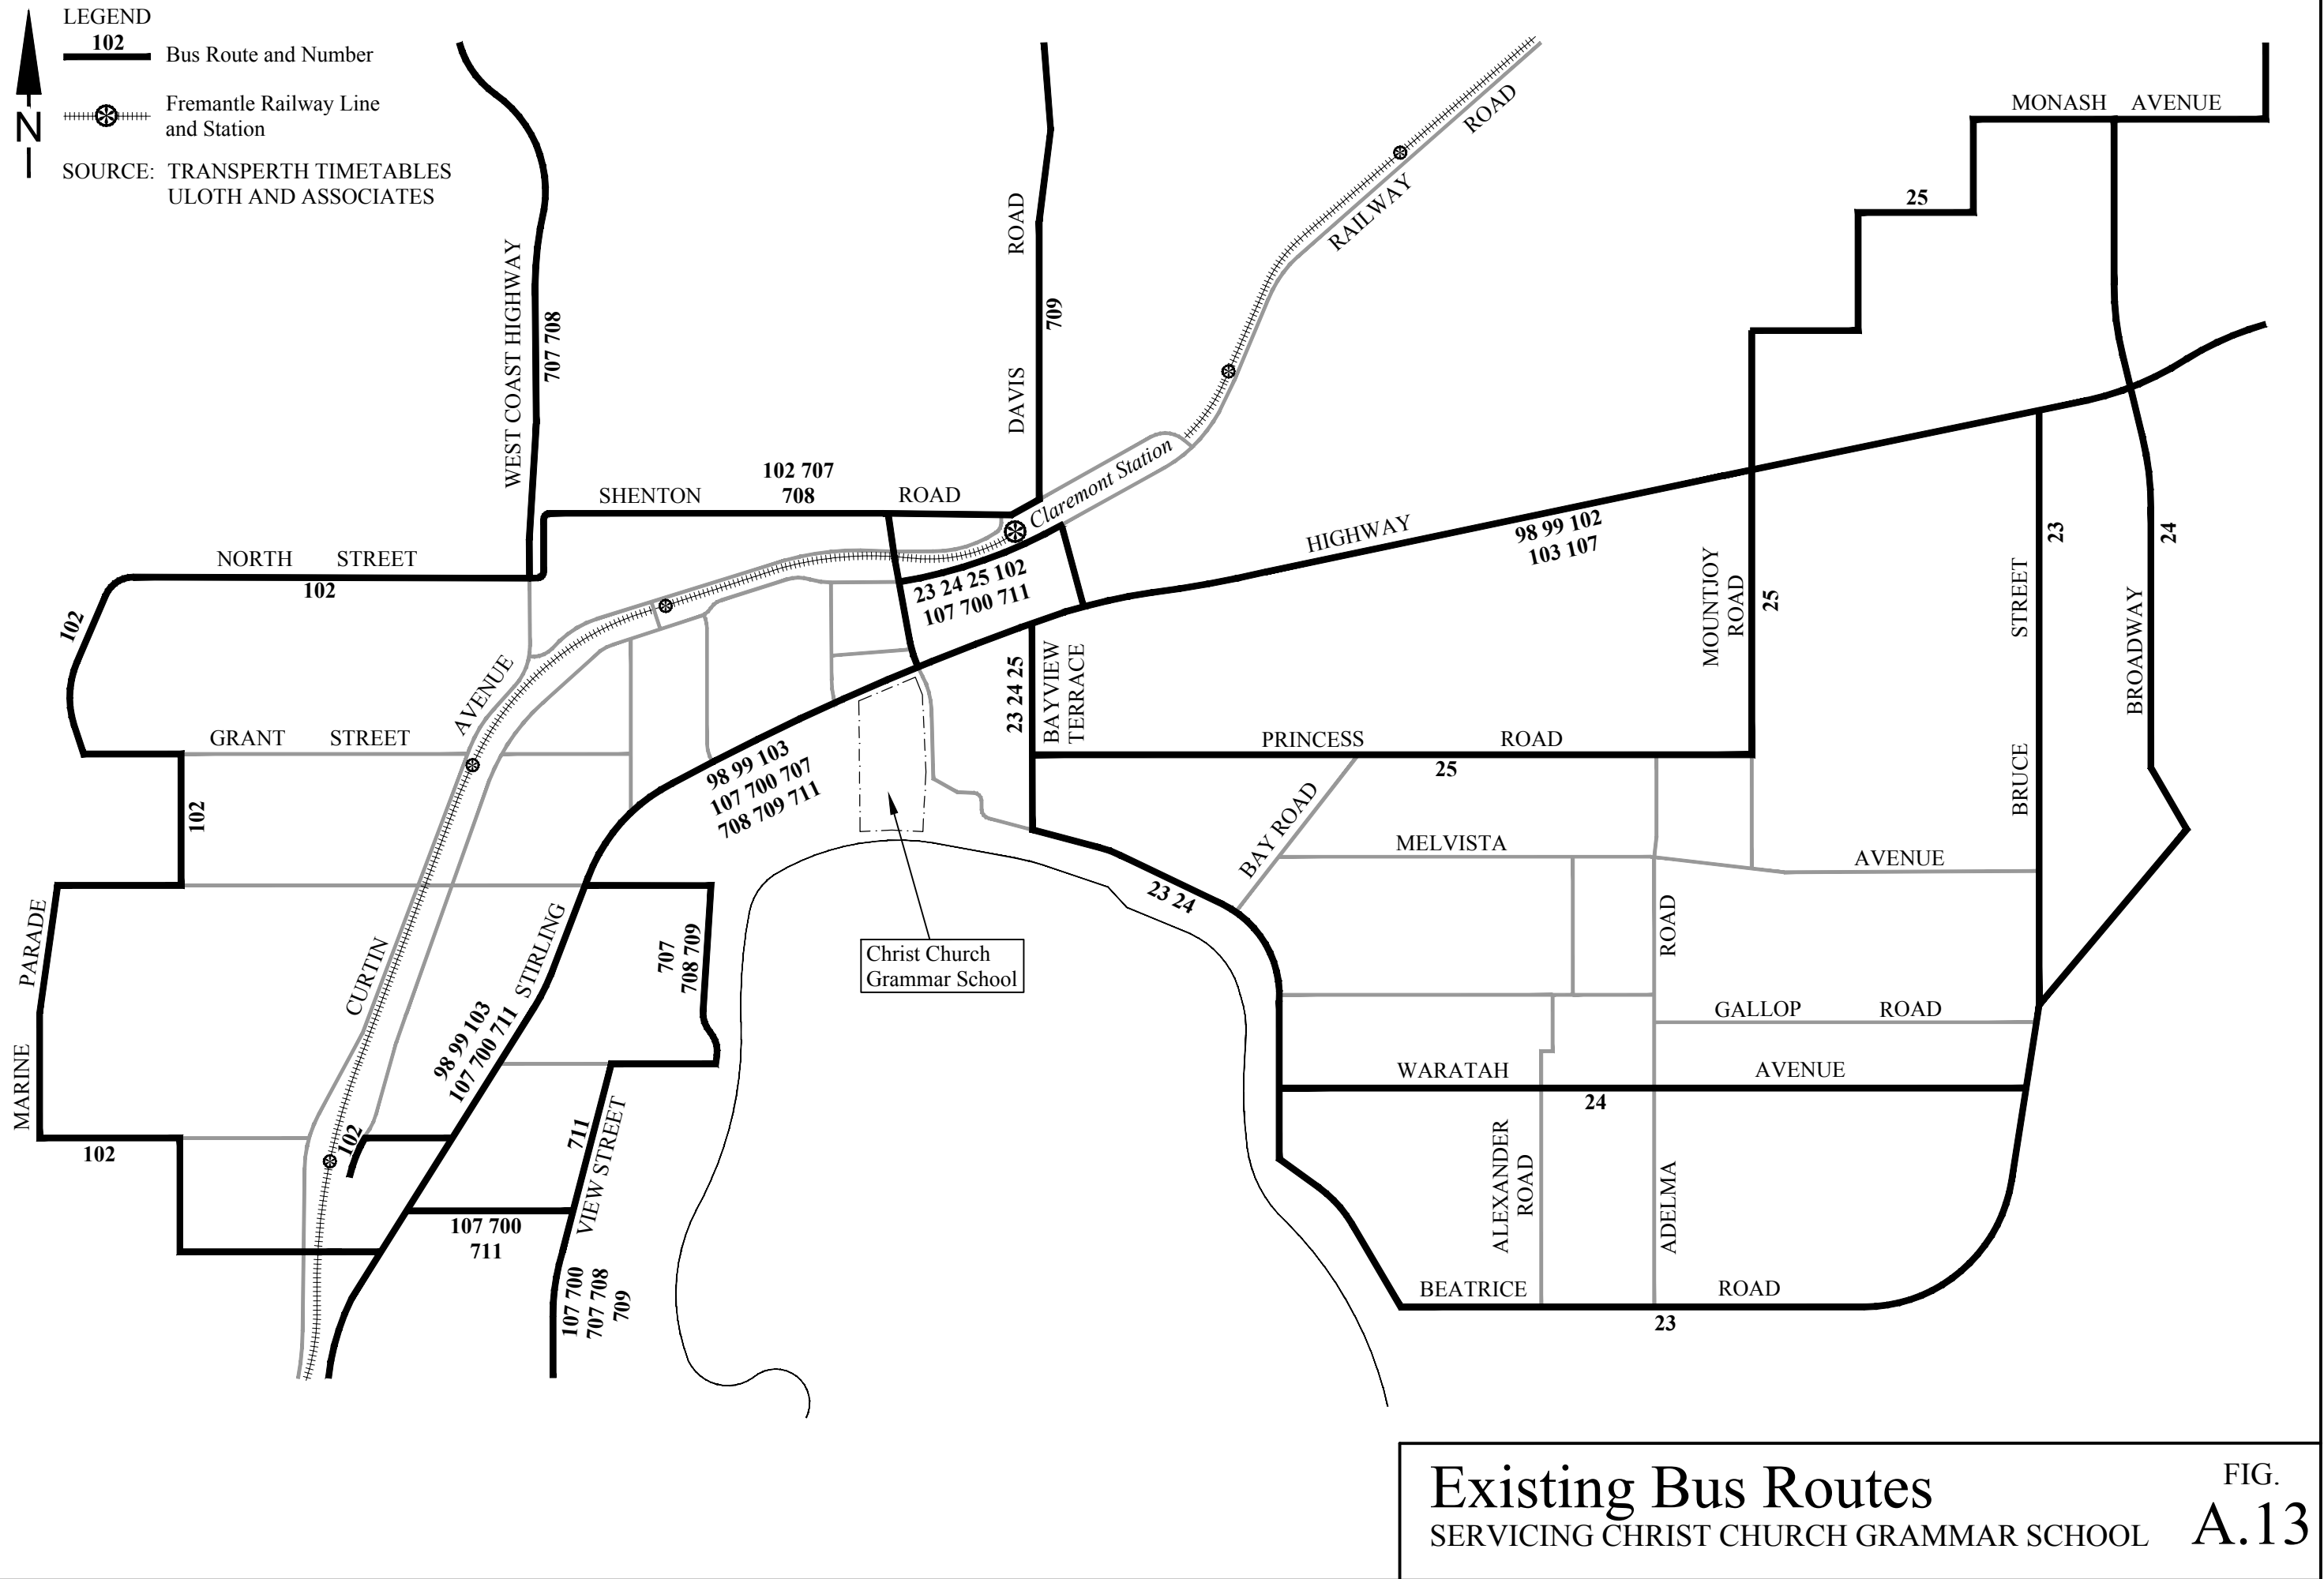 LEGEND
102
Bus Route and Number
Fremantle Railway Line
and Station
N
SOURCE: TRANSPERTH TIMETABLES
ULOTH AND ASSOCIATES
WEST COAST HIGHWAY
707 708
DAVIS ROAD
709
RAILWAY ROAD
MONASH AVENUE
25
102 707
708
SHENTON ROAD
Claremont Station
NORTH STREET
102
102
23 24 25 102
107 700 711
HIGHWAY
98 99 102
103 107
MOUNTJOY
ROAD
25
STREET
BRUCE
23
BROADWAY
24
23 24 25
BAYVIEW
TERRACE
GRANT STREET
CURTIN AVENUE
102
98 99 103
107 700 707
708 709 711
PRINCESS ROAD
25
BAY ROAD
MELVISTA AVENUE
23 24
Christ Church
Grammar School
MARINE PARADE
STIRLING
98 99 103
107 700 711
707
708 709
ADELMA ROAD
GALLOP ROAD
WARATAH AVENUE
24
102
102
711
VIEW STREET
107 700
711
107 700
707 708
709
ALEXANDER
ROAD
BEATRICE ROAD
23
Existing Bus Routes
SERVICING CHRIST CHURCH GRAMMAR SCHOOL
FIG.
A.13